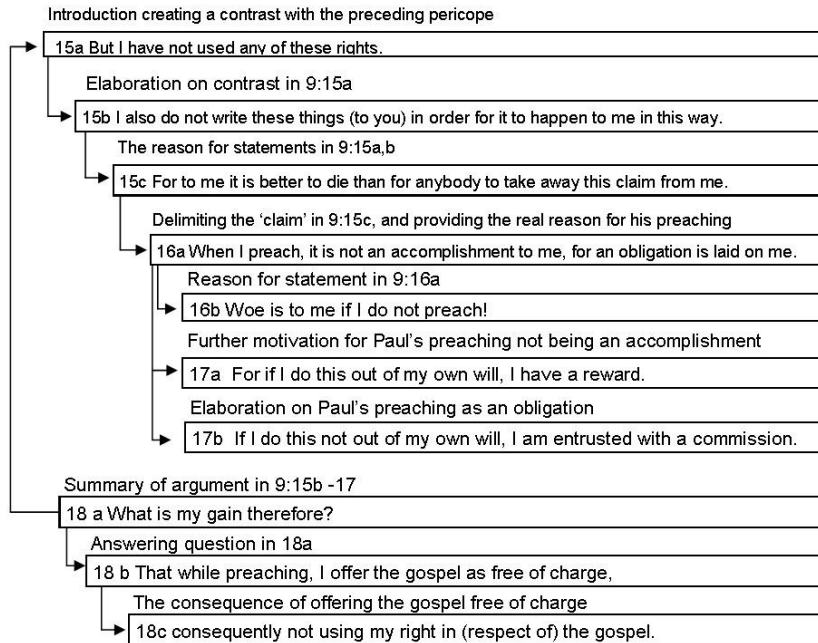 Introduction creating a contrast with the preceding pericope
15a But I have not used any of these rights.
Elaboration on contrast in 9:15a
15b I also do not write these things (to you) in order for it to happen to me in this way.
The reason for statements in 9:15a,b
15c For to me it is better to die than for anybody to take away this claim from me.
Delimiting the ‘claim’ in 9:15c, and providing the real reason for his preaching
16a When I preach, it is not an accomplishment to me, for an obligation is laid on me.
Reason for statement in 9:16a
16b Woe is to me if I do not preach!
Further motivation for Paul’s preaching not being an accomplishment
17a For if I do this out of my own will, I have a reward.
Elaboration on Paul’s preaching as an obligation
17b If I do this not out of my own will, I am entrusted with a commission.
Summary of argument in 9:15b -17
18 a What is my gain therefore?
Answering question in 18a
18 b That while preaching, I offer the gospel as free of charge,
The consequence of offering the gospel free of charge
18c consequently not using my right in (respect of) the gospel.